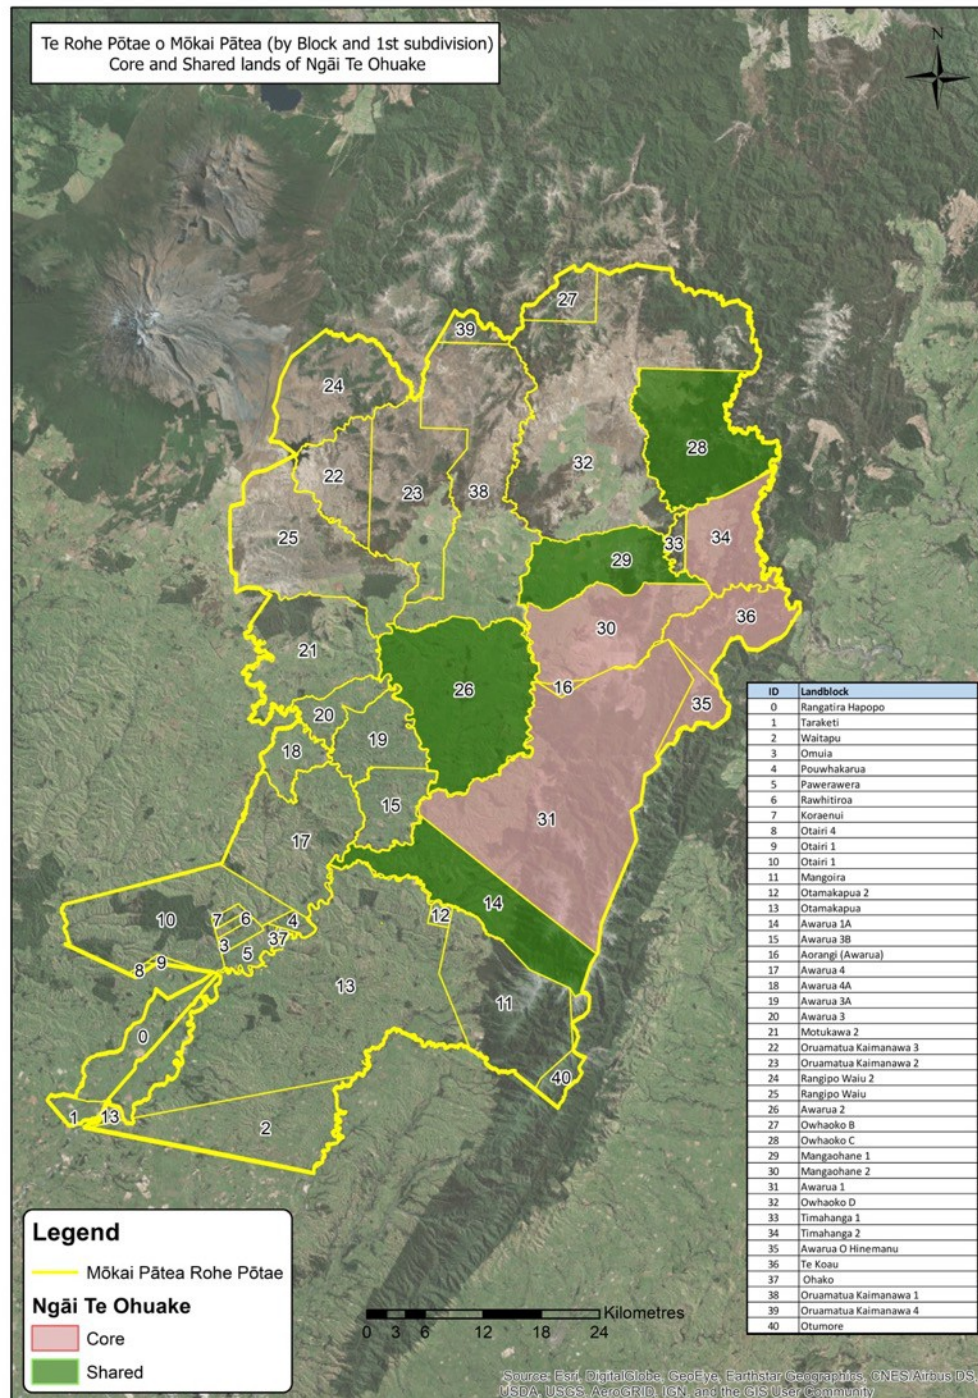 Te Rohe Pōtae o Mōkai Pātea (by Block and 1st subdivision)
Core and Shared lands of Ngāi Te Ohuake
N
27
39
24
28
22
32
23
38
25
29
33
34
30
36
21
16
26
35
20
19
18
15
31
17
14
12
10
7
6
4
3
37
5
9
8
13
11
0
40
1
13
2
ID Landblock
0 Rangatira Hapopo
1 Taraketi
2 Waitapu
3 Omuia
4 Pouwhakarua
5 Pawerawera
6 Rawhitiroa
7 Koraenui
8 Otairi 4
9 Otairi 1
10 Otairi 1
11 Mangoira
12 Otamakapua 2
13 Otamakapua
14 Awarua 1A
15 Awarua 3B
16 Aorangi (Awarua)
17 Awarua 4
18 Awarua 4A
19 Awarua 3A
20 Awarua 3
21 Motukawa 2
22 Oruamatua Kaimanawa 3
23 Oruamatua Kaimanawa 2
24 Rangipo Waiu 2
25 Rangipo Waiu
26 Awarua 2
27 Owhaoko B
28 Owhaoko C
29 Mangaohane 1
30 Mangaohane 2
31 Awarua 1
32 Owhaoko D
33 Timahanga 1
34 Timahanga 2
35 Awarua O Hinemanu
36 Te Koau
37 Ohako
38 Oruamatua Kaimanawa 1
39 Oruamatua Kaimanawa 4
40 Otumore
Legend
Mōkai Pātea Rohe Pōtae
Ngāi Te Ohuake
Core
Shared
Kilometres
0 3 6 12 18 24
Source: Esri, DigitalGlobe, GeoEye, Earthstar Geographics, CNES/Airbus DS,
USDA, USGS, AeroGRID, IGN, and the GIS User Community